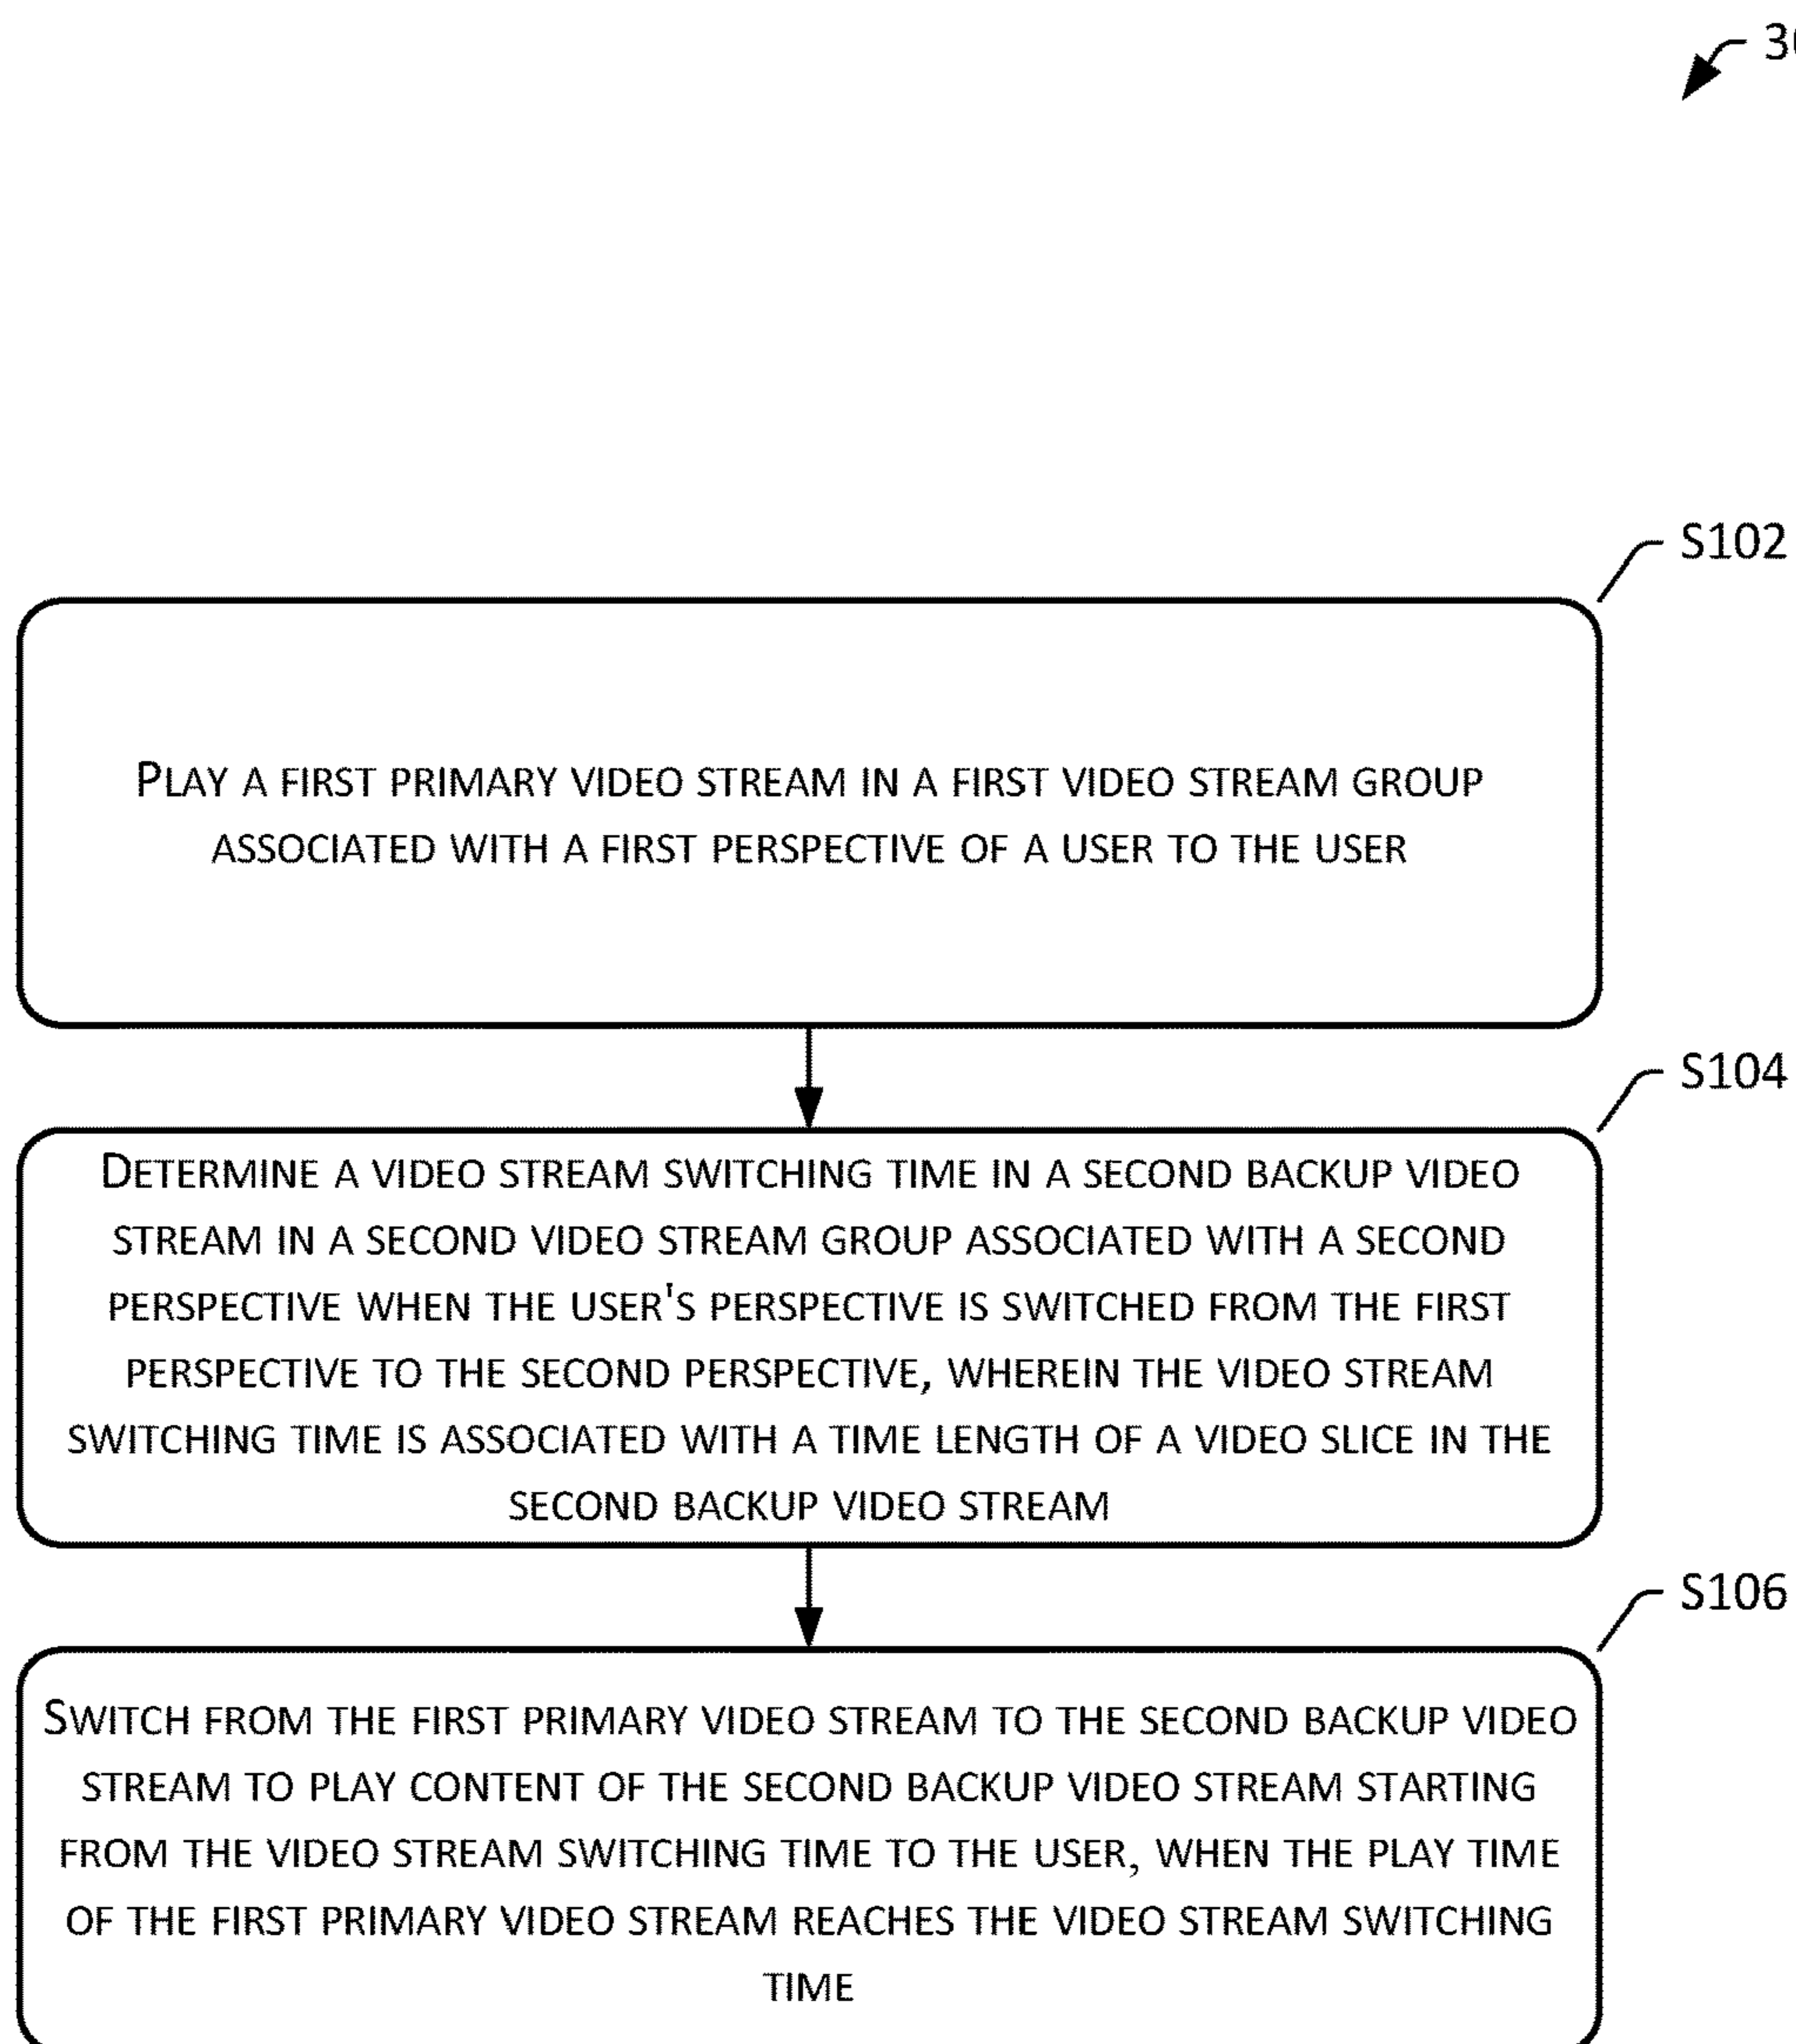 S102
PLAY A FIRST PRIMARY VIDEO STREAM IN A FIRST VIDEO STREAM GROUP
ASSOCIATED WITH A FIRST PERSPECTIVE OF A USER TO THE USER
S104
DETERMINE A VIDEO STREAM SWITCHING TIME IN A SECOND BACKUP VIDEO
STREAM IN A SECOND VIDEO STREAM GROUP ASSOCIATED WITH A SECOND
PERSPECTIVE WHEN THE USER'S PERSPECTIVE IS SWITCHED FROM THE FIRST
PERSPECTIVE TO THE SECOND PERSPECTIVE, WHEREIN THE VIDEO STREAM
SWITCHING TIME IS ASSOCIATED WITH A TIME LENGTH OF A VIDEO SLICE IN THE
SECOND BACKUP VIDEO STREAM
S106
SWITCH FROM THE FIRST PRIMARY VIDEO STREAM TO THE SECOND BACKUP VIDEO
STREAM TO PLAY CONTENT OF THE SECOND BACKUP VIDEO STREAM STARTING
FROM THE VIDEO STREAM SWITCHING TIME TO THE USER, WHEN THE PLAY TIME
OF THE FIRST PRIMARY VIDEO STREAM REACHES THE VIDEO STREAM SWITCHING
TIME